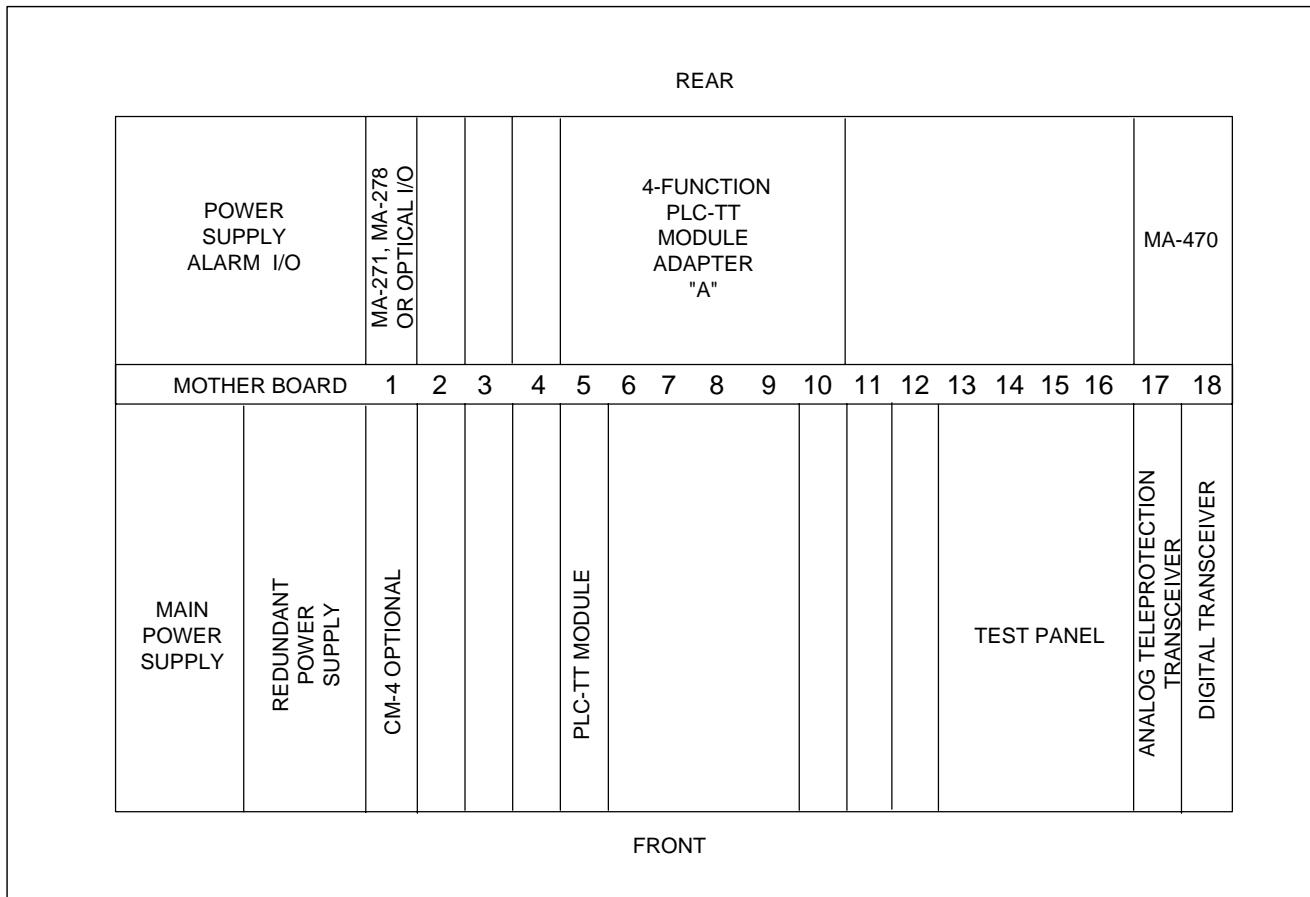 REAR
POWER
SUPPLY
ALARM I/O
MA-271, MA-278
OR OPTICAL I/O
4-FUNCTION
PLC-TT
MODULE
ADAPTER
"A"
MA-470
MOTHER BOARD 1 2 3 4 5 6 7 8 9 10 11 12 13 14 15 16 17 18
MAIN
POWER
SUPPLY
REDUNDANT
POWER
SUPPLY
CM-4 OPTIONAL
PLC-TT MODULE
TEST PANEL
ANALOG TELEPROTECTION
TRANSCEIVER
DIGITAL TRANSCEIVER
FRONT